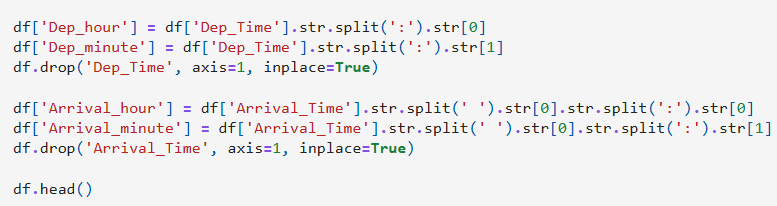 df['Dep_hour'] = df['Dep_Time'].str.split(':').str[0]
df['Dep_minute'] = df['Dep_Time'].str.split(':').str[1]
df.drop('Dep_Time', axis=1, inplace=True)

df['Arrival_hour'] = df['Arrival_Time'].str.split(' ').str[0].str.split(':').str[0]
df['Arrival_minute'] = df['Arrival_Time'].str.split(' ').str[0].str.split(':').str[1]
df.drop('Arrival_Time', axis=1, inplace=True)

df.head()